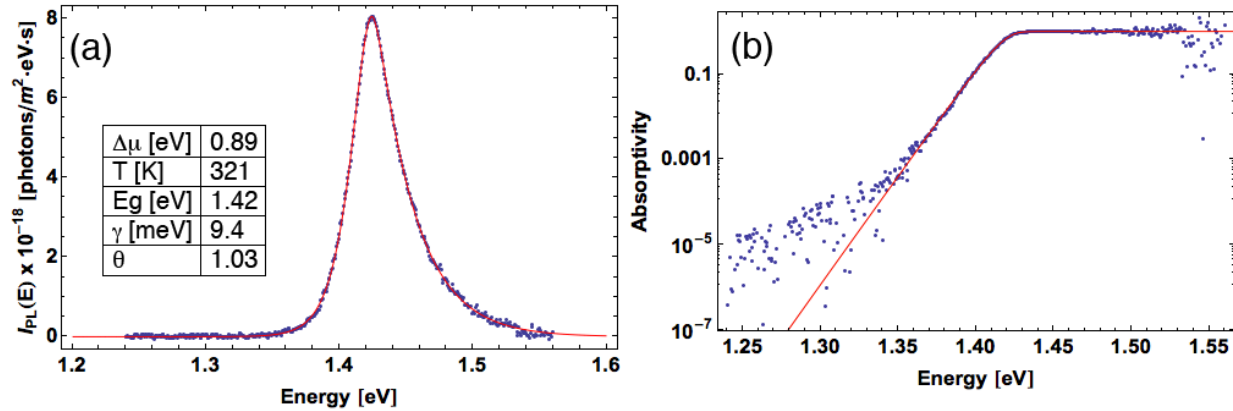 (a)
I_PL(E) x 10⁻¹⁸ [photons/m²·eV·s]
8
6
4
2
0
Δμ [eV] 0.89
T [K] 321
Eg [eV] 1.42
γ [meV] 9.4
θ 1.03
1.2 1.3 1.4 1.5 1.6
Energy [eV]
(b)
Absorptivity
0.1
0.001
10⁻⁵
10⁻⁷
1.25 1.30 1.35 1.40 1.45 1.50 1.55
Energy [eV]